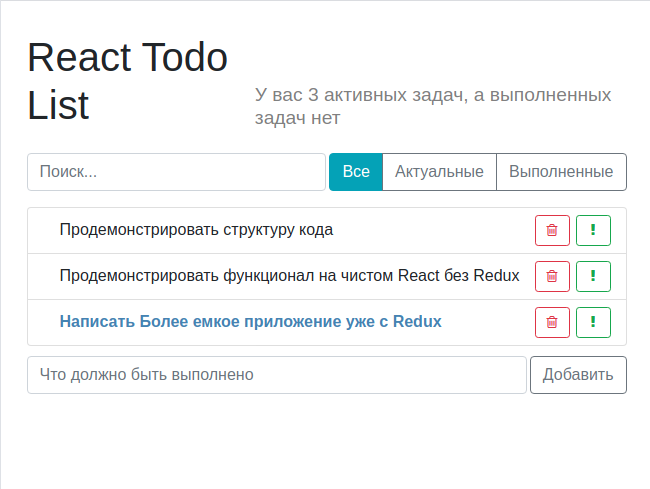 React Todo
List
У вас 3 активных задач, а выполненных
задач нет
Поиск... Все Актуальные Выполненные
Продемонстрировать структуру кода
Продемонстрировать функционал на чистом React без Redux
Написать Более емкое приложение уже с Redux
Что должно быть выполнено Добавить